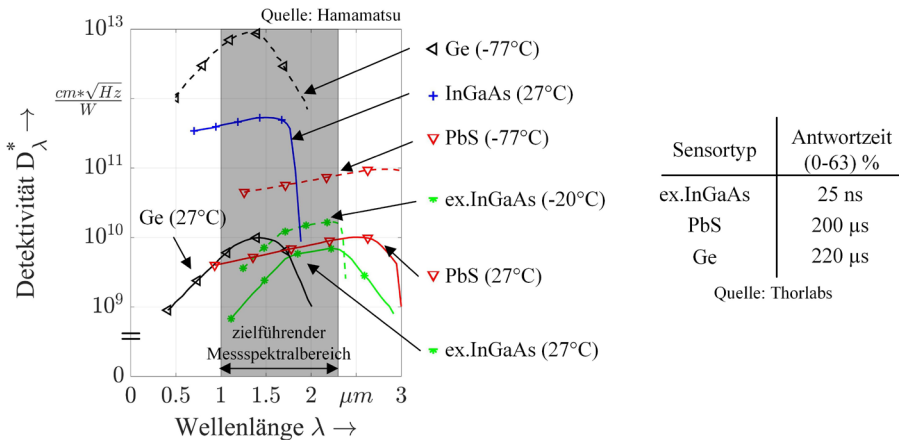 Quelle: Hamamatsu
10^13
cm*√Hz
W
10^11
10^10
10^9
0
Detektivität D*_λ →
Ge (27°C)
zielführender
Messspektralbereich
0 0.5 1 1.5 2 μm 3
Wellenlänge λ →
Ge (-77°C)
InGaAs (27°C)
PbS (-77°C)
ex.InGaAs (-20°C)
PbS (27°C)
ex.InGaAs (27°C)
Sensortyp Antwortzeit
(0-63) %
ex.InGaAs 25 ns
PbS 200 μs
Ge 220 μs
Quelle: Thorlabs